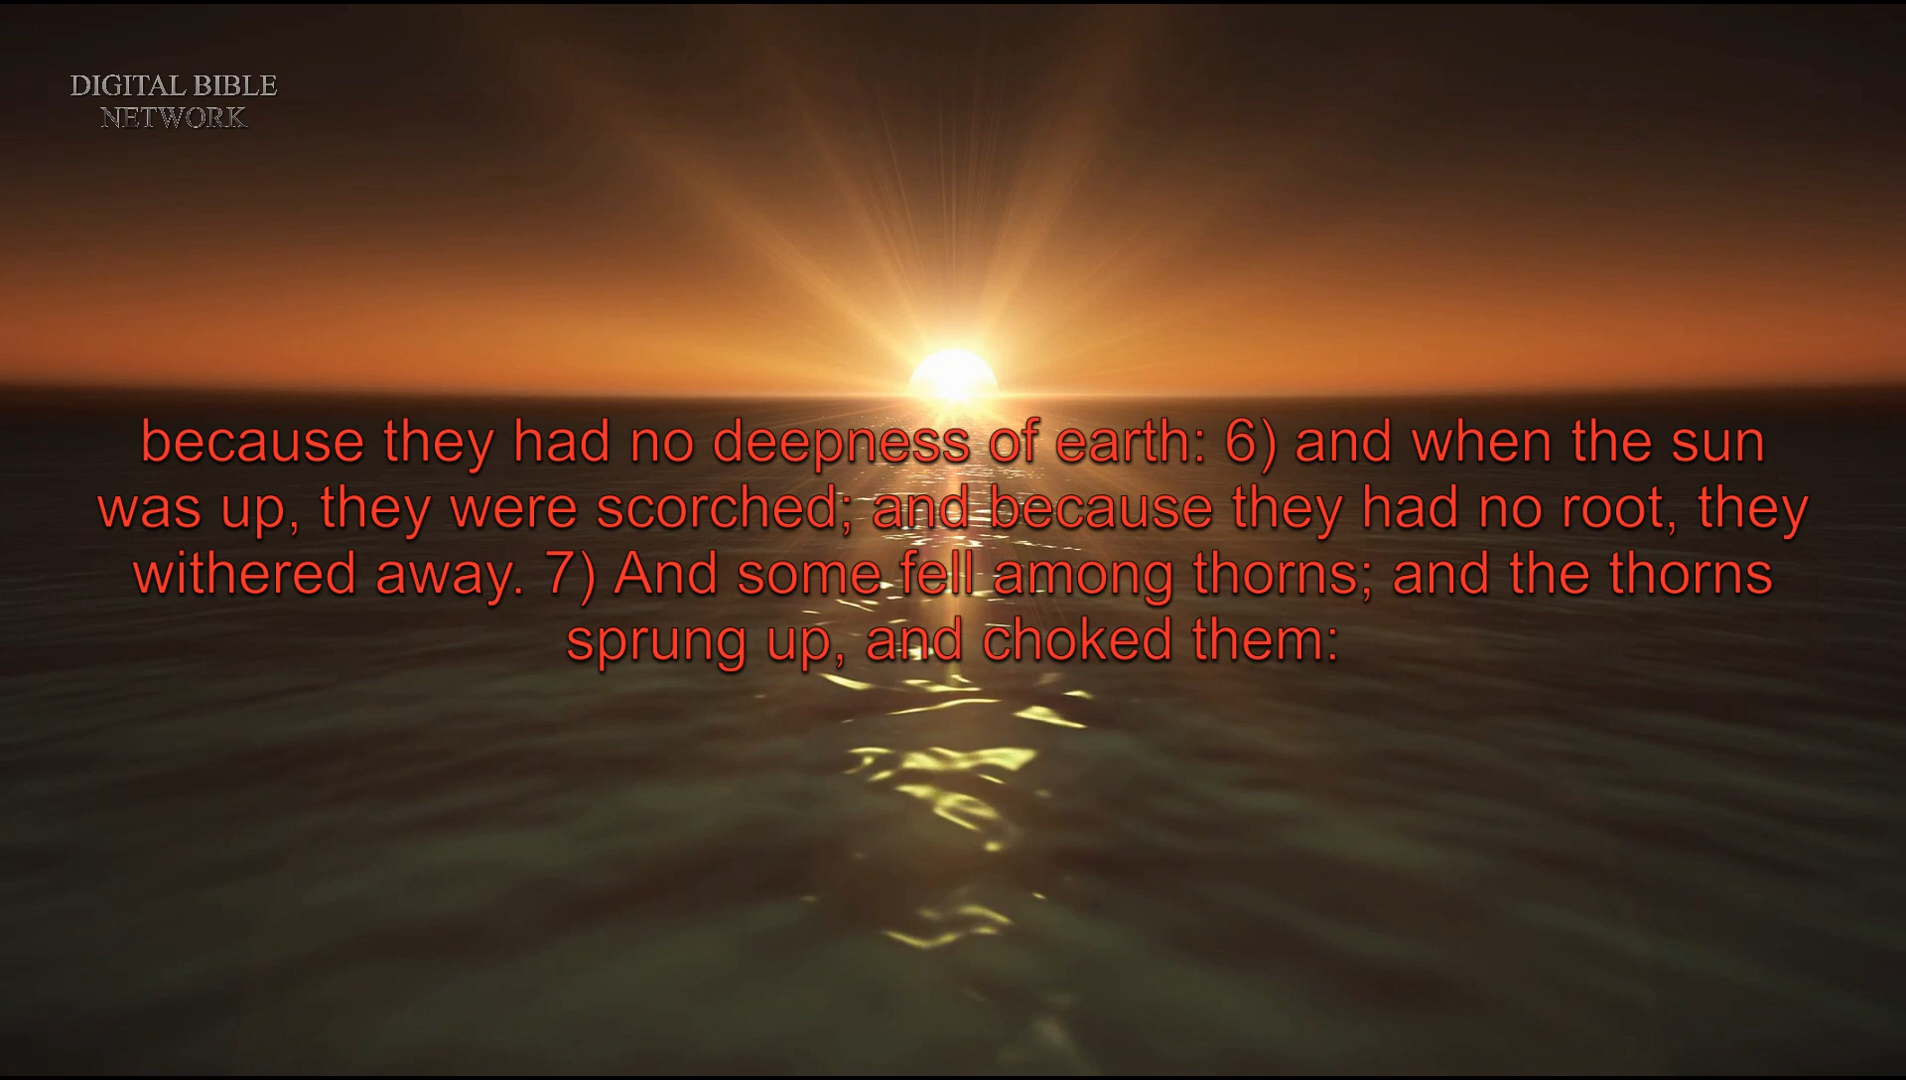 DIGITAL BIBLE
NETWORK
because they had no deepness of earth: 6) and when the sun
was up, they were scorched; and because they had no root, they
withered away. 7) And some fell among thorns; and the thorns
sprung up, and choked them: